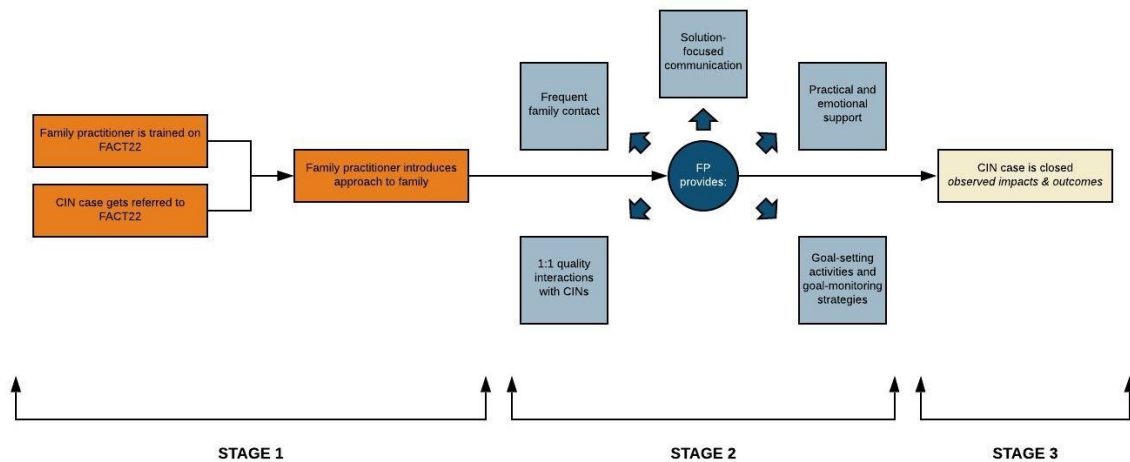 Family practitioner is trained on
FACT22
CIN case gets referred to
FACT22
Family practitioner introduces
approach to family
Frequent
family contact
Solution-
focused
communication
Practical and
emotional
support
FP
provides:
1:1 quality
interactions
with CINs
Goal-setting
activities and
goal-monitoring
strategies
CIN case is closed
observed impacts & outcomes
STAGE 1
STAGE 2
STAGE 3